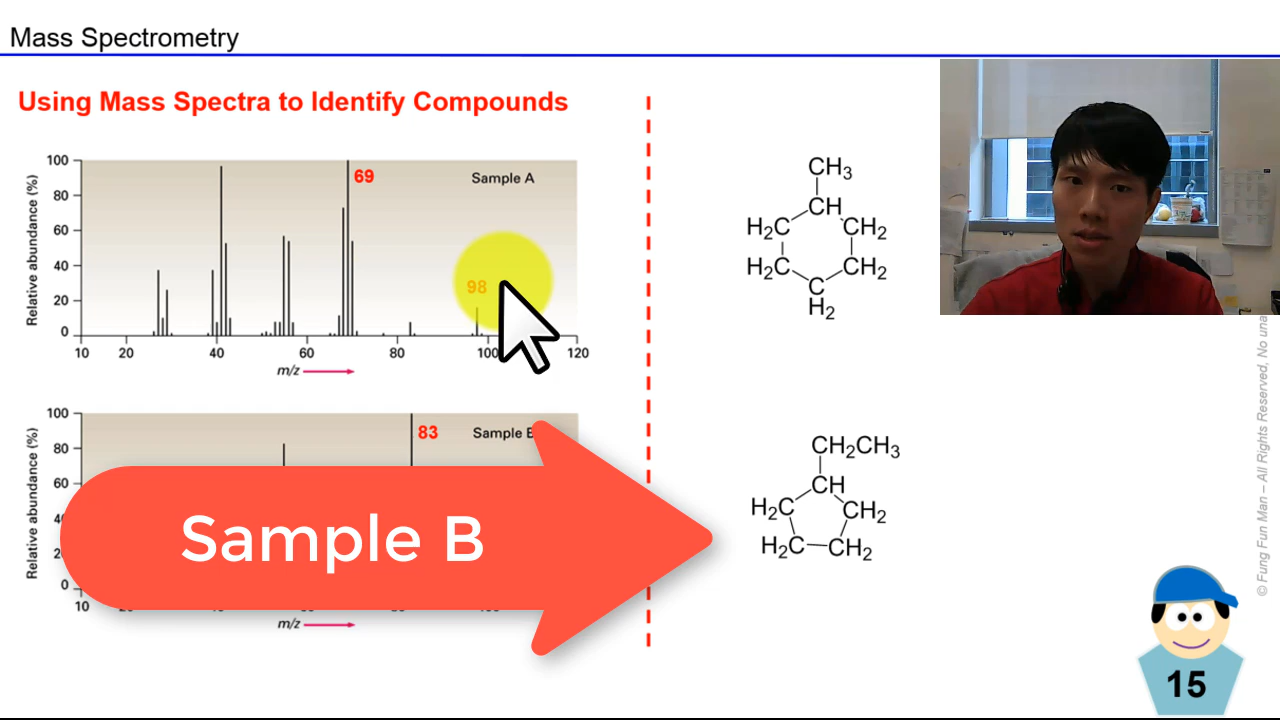 Mass Spectrometry
Using Mass Spectra to Identify Compounds
Relative abundance (%)
100
80
60
40
20
0
69
Sample A
98
10 20 40 60 80 100 120
m/z
Relative abundance (%)
100
80
60
0
83
Sample B
10
m/z
Sample B
CH3
CH
H2C
CH2
H2C
CH2
C
H2
CH2CH3
CH
H2C
CH2
H2C
CH2
© Fung Fun Man – All Rights Reserved, No una
15